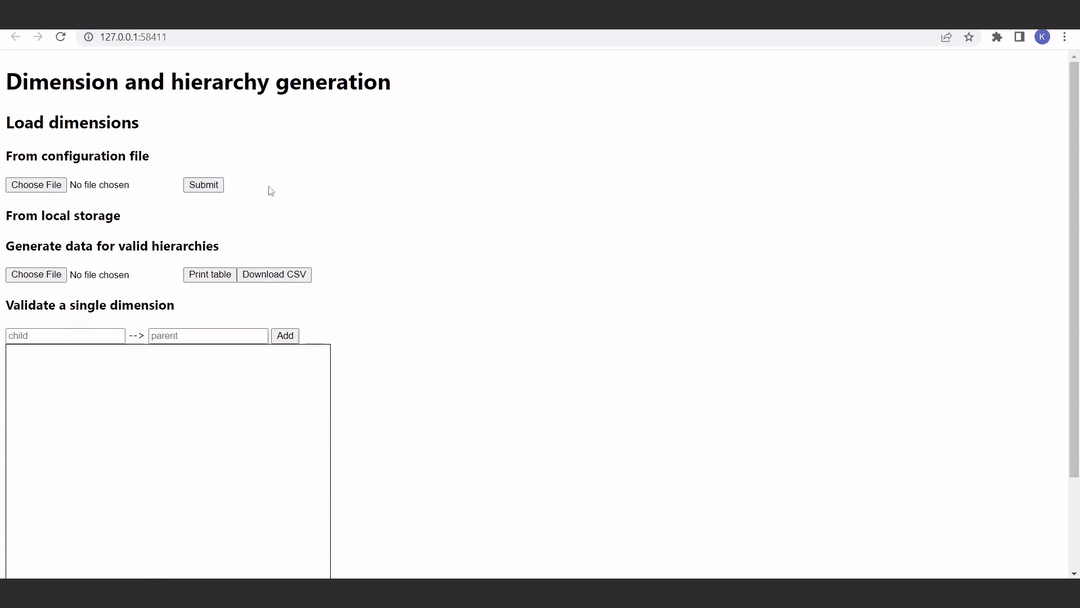 127.0.0.1:58411
K
Dimension and hierarchy generation
Load dimensions
From configuration file
Choose File No file chosen Submit
From local storage
Generate data for valid hierarchies
Choose File No file chosen Print table Download CSV
Validate a single dimension
child --> parent Add